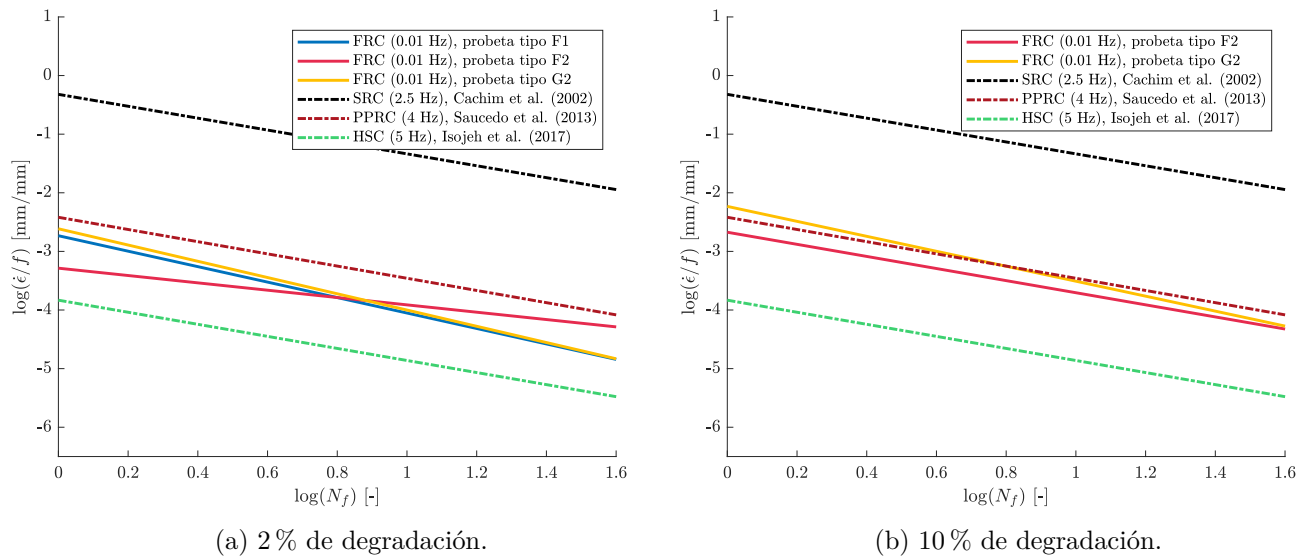 1
0
-1
-2
-3
-4
-5
-6
log(ϵ̇/f) [mm/mm]
FRC (0.01 Hz), probeta tipo F1
FRC (0.01 Hz), probeta tipo F2
FRC (0.01 Hz), probeta tipo G2
SRC (2.5 Hz), Cachim et al. (2002)
PPRC (4 Hz), Saucedo et al. (2013)
HSC (5 Hz), Isojeh et al. (2017)
0 0.2 0.4 0.6 0.8 1 1.2 1.4 1.6
log(N_f) [-]
(a) 2 % de degradación.
1
0
-1
-2
-3
-4
-5
-6
log(ϵ̇/f) [mm/mm]
FRC (0.01 Hz), probeta tipo F2
FRC (0.01 Hz), probeta tipo G2
SRC (2.5 Hz), Cachim et al. (2002)
PPRC (4 Hz), Saucedo et al. (2013)
HSC (5 Hz), Isojeh et al. (2017)
0 0.2 0.4 0.6 0.8 1 1.2 1.4 1.6
log(N_f) [-]
(b) 10 % de degradación.